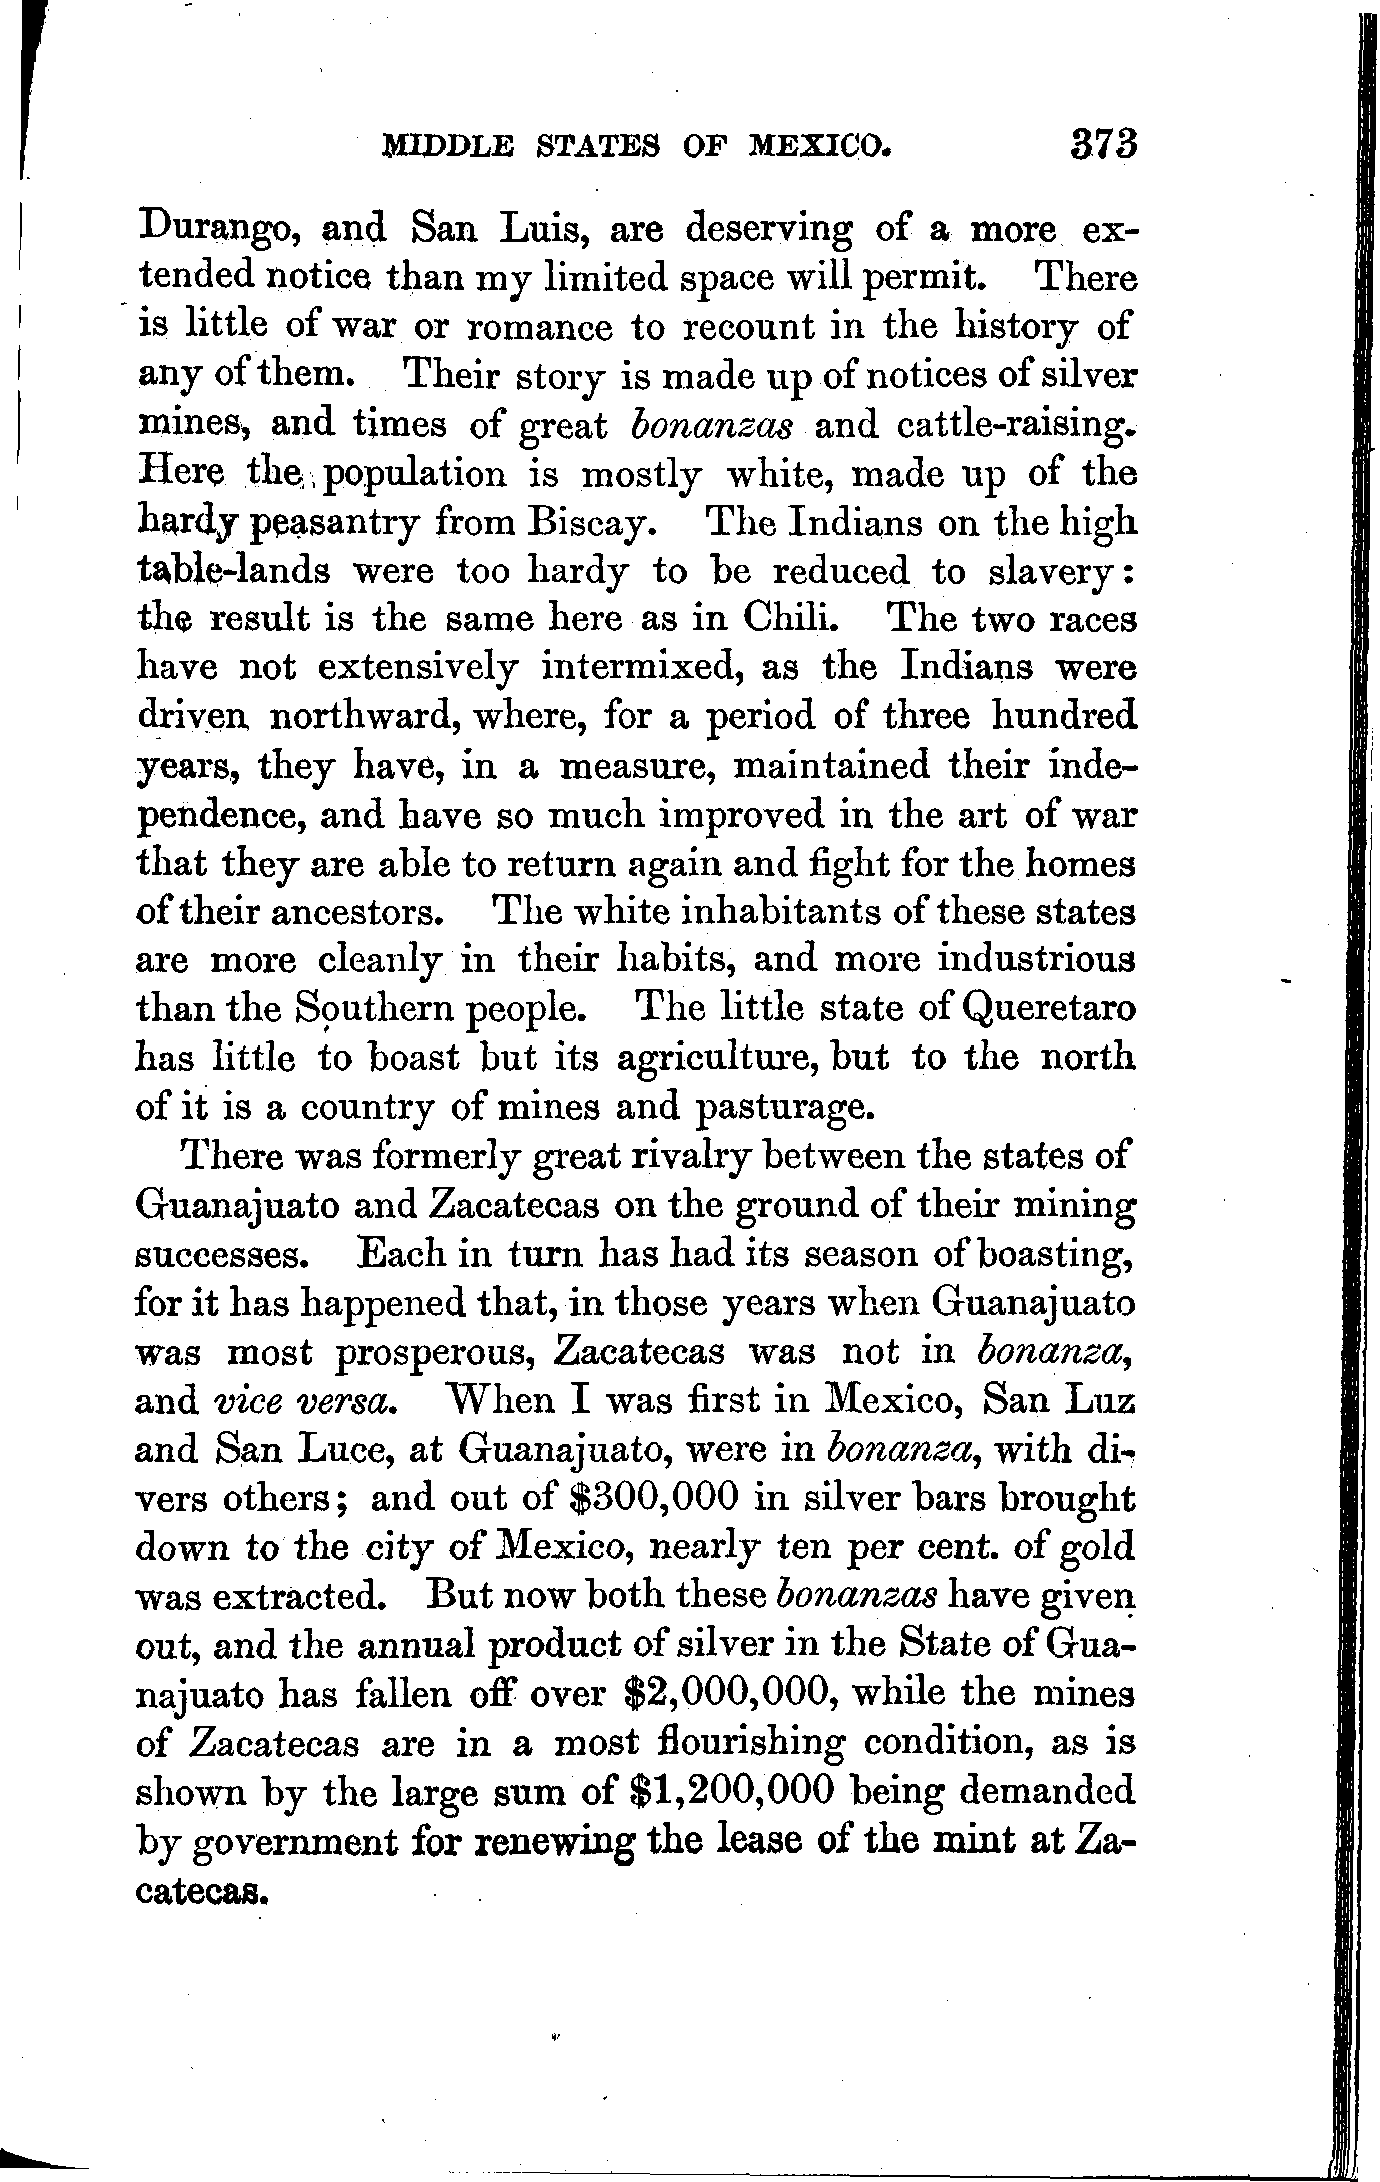 MIDDLE STATES OF MEXICO. 373
Durango, and San Luis, are deserving of a more ex-
tended notice than my limited space will permit. There
is little of war or romance to recount in the history of
any of them. Their story is made up of notices of silver
mines, and times of great bonanzas and cattle-raising.
Here the population is mostly white, made up of the
hardy peasantry from Biscay. The Indians on the high
table-lands were too hardy to be reduced to slavery:
the result is the same here as in Chili. The two races
have not extensively intermixed, as the Indians were
driven northward, where, for a period of three hundred
years, they have, in a measure, maintained their inde-
pendence, and have so much improved in the art of war
that they are able to return again and fight for the homes
of their ancestors. The white inhabitants of these states
are more cleanly in their habits, and more industrious
than the Southern people. The little state of Queretaro
has little to boast but its agriculture, but to the north
of it is a country of mines and pasturage.
There was formerly great rivalry between the states of
Guanajuato and Zacatecas on the ground of their mining
successes. Each in turn has had its season of boasting,
for it has happened that, in those years when Guanajuato
was most prosperous, Zacatecas was not in bonanza,
and vice versa. When I was first in Mexico, San Luz
and San Luce, at Guanajuato, were in bonanza, with di-
vers others; and out of $300,000 in silver bars brought
down to the city of Mexico, nearly ten per cent. of gold
was extracted. But now both these bonanzas have given
out, and the annual product of silver in the State of Gua-
najuato has fallen off over $2,000,000, while the mines
of Zacatecas are in a most flourishing condition, as is
shown by the large sum of $1,200,000 being demanded
by government for renewing the lease of the mint at Za-
catecas.